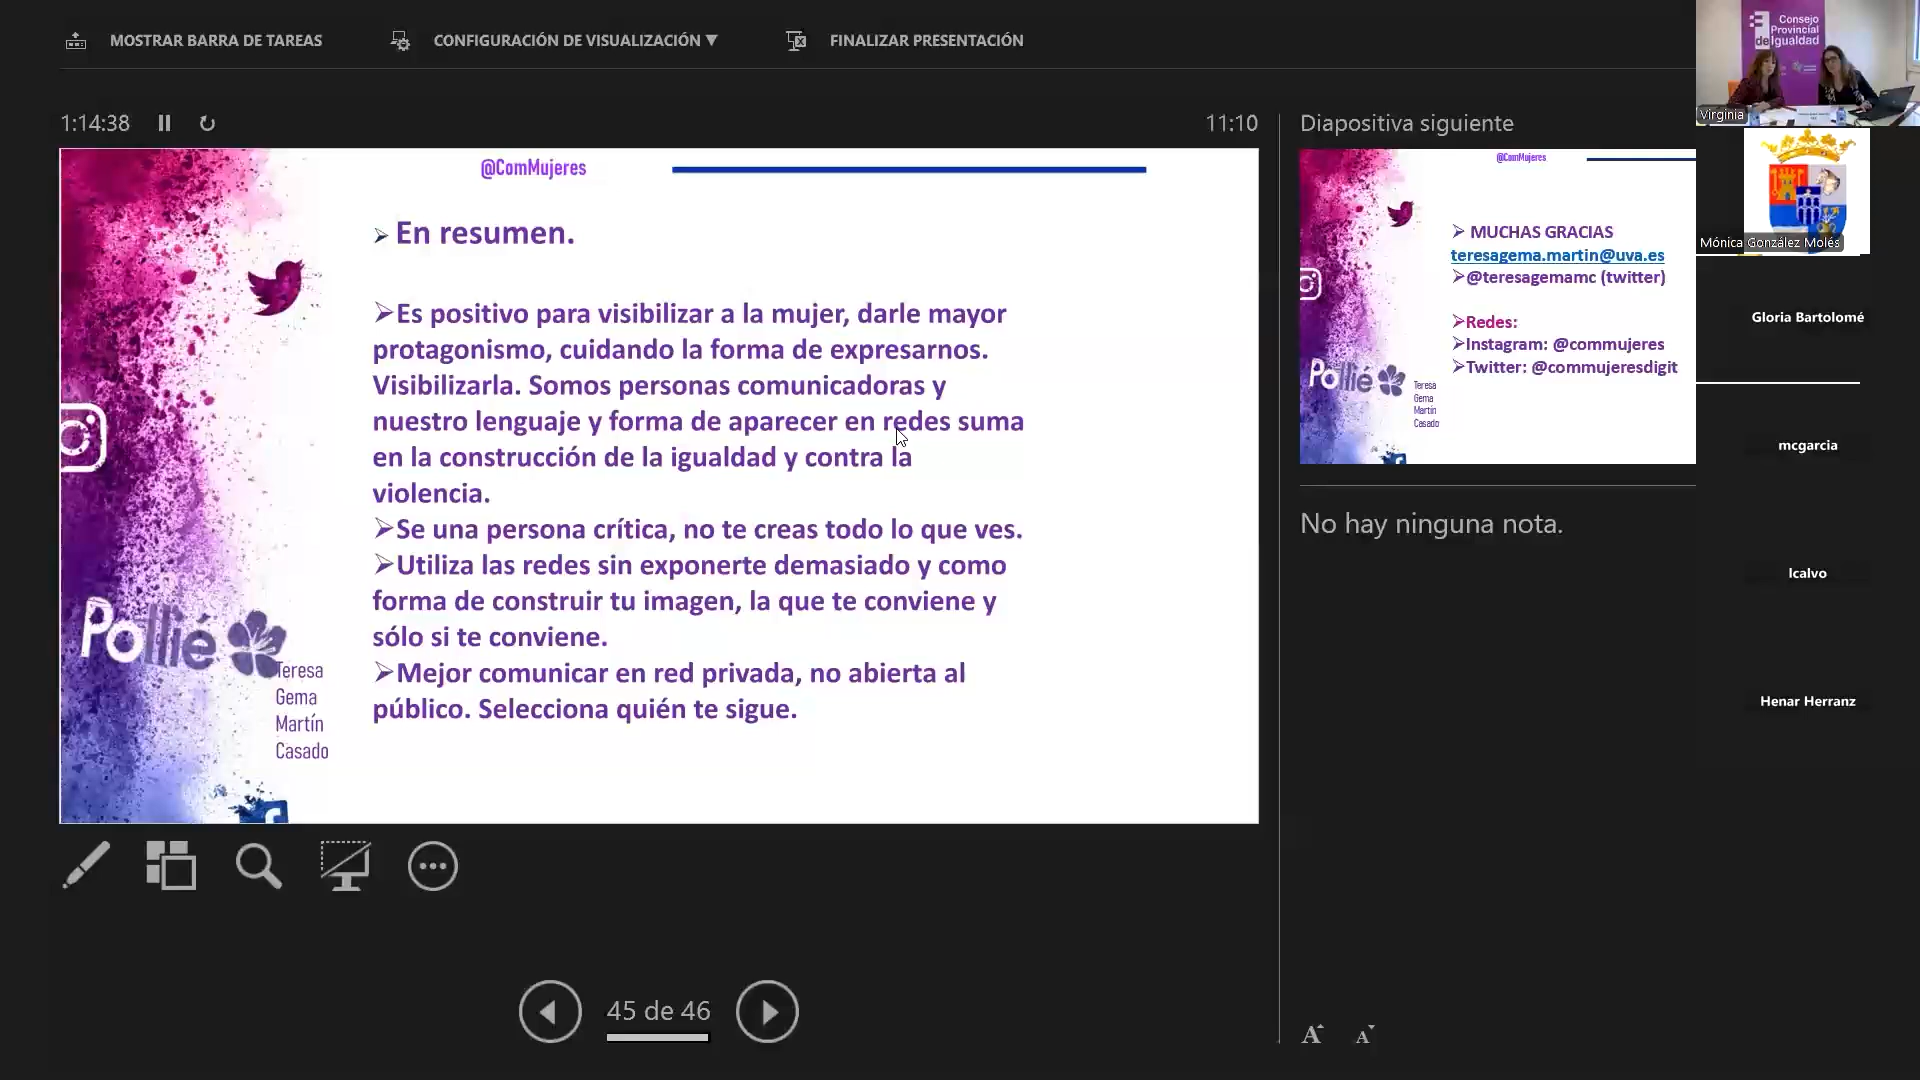 MOSTRAR BARRA DE TAREAS
CONFIGURACIÓN DE VISUALIZACIÓN ▼
FINALIZAR PRESENTACIÓN
1:14:38
11:10
@ComMujeres
➢ En resumen.
➢Es positivo para visibilizar a la mujer, darle mayor
protagonismo, cuidando la forma de expresarnos.
Visibilizarla. Somos personas comunicadoras y
nuestro lenguaje y forma de aparecer en redes suma
en la construcción de la igualdad y contra la
violencia.
➢Se una persona crítica, no te creas todo lo que ves.
➢Utiliza las redes sin exponerte demasiado y como
forma de construir tu imagen, la que te conviene y
sólo si te conviene.
➢Mejor comunicar en red privada, no abierta al
público. Selecciona quién te sigue.
Pollié
Teresa
Gema
Martín
Casado
45 de 46
Diapositiva siguiente
@ComMujeres
➢ MUCHAS GRACIAS
teresagema.martin@uva.es
➢@teresagemamc (twitter)
➢Redes:
➢Instagram: @commujeres
➢Twitter: @commujeresdigit
Pollié
Teresa
Gema
Martín
Casado
No hay ninguna nota.
A A
Consejo
Provincial
de Igualdad
Virginia
Mónica González Molés
Gloria Bartolomé
mcgarcia
lcalvo
Henar Herranz